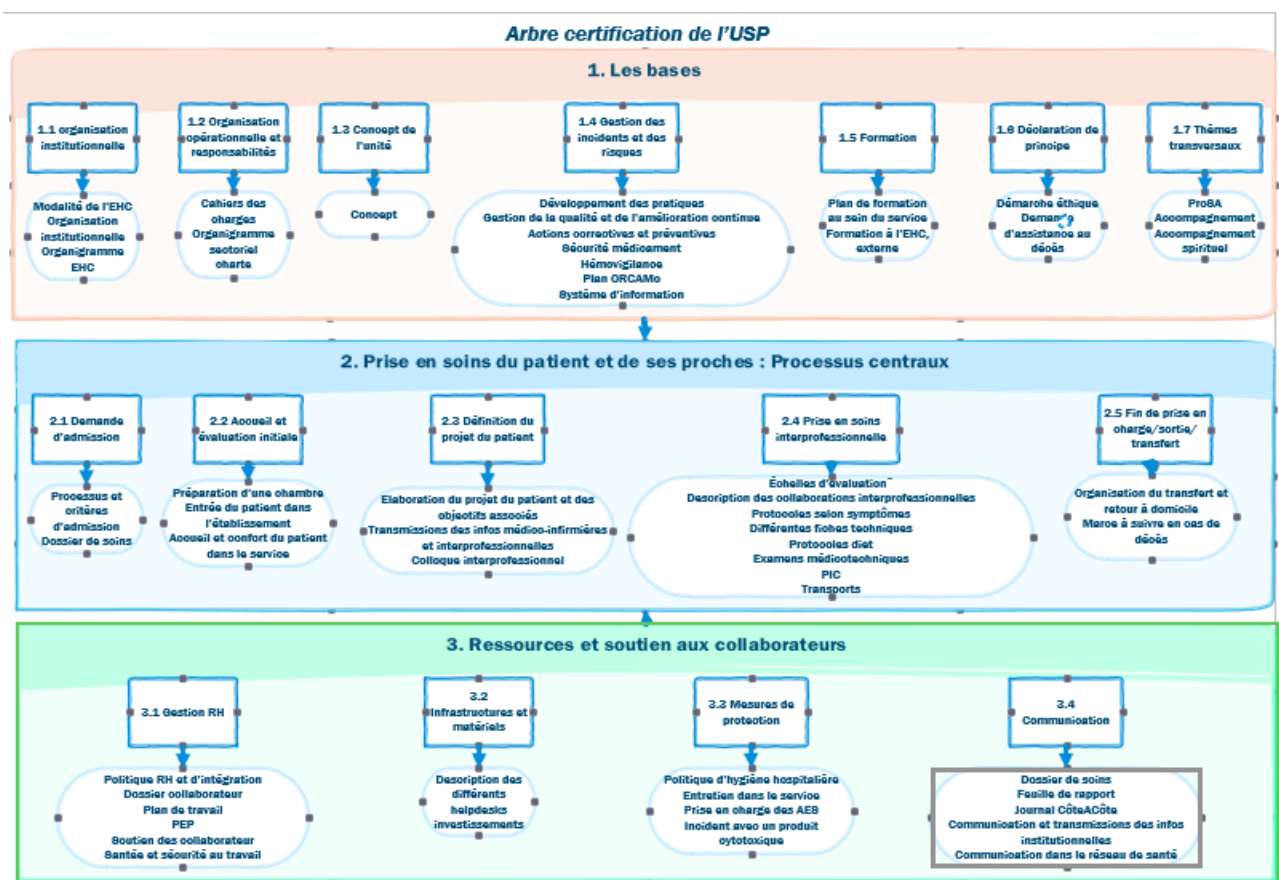 Arbre certification de l'USP
1. Les bases
1.1 organisation
institutionnelle
1.2 Organisation
opérationnelle et
responsabilités
1.3 Concept de
l'unité
1.4 Gestion des
incidents et des
risques
1.5 Formation
1.6 Déclaration de
principe
1.7 Thèmes
transversaux
Modalité de l'EHC
Organisation
institutionnelle
Organigramme
EHC
Cahiers des
charges
Organigramme
sectoriel
charte
Concept
Développement des pratiques
Gestion de la qualité et de l'amélioration continue
Actions correctives et préventives
Sécurité médicament
Hémovigilance
Plan ORCAMo
Système d'information
Plan de formation
au sein du service
Formation à l'EHC,
externe
Démarche éthique
d'assistance au
décès
Accompagnement
Accompagnement
spirituel
2. Prise en soins du patient et de ses proches : Processus centraux
2.1 Demande
d'admission
2.2 Accueil et
évaluation initiale
2.3 Définition du
projet du patient
2.4 Prise en soins
interprofessionnelle
2.5 Fin de prise en
charge/sortie/
transfert
Processus et
critères
d'admission
Dossier de soins
Préparation d'une chambre
Entrée du patient dans
l'établissement
Accueil et confort du patient
dans le service
Elaboration du projet du patient et des
objectifs associés
Transmissions des infos médico-infirmières
et interprofessionnelles
Colloque interprofessionnel
Échelles d'évaluation
Description des collaborations interprofessionnelles
Protocoles selon symptômes
Différentes fiches techniques
Protocoles diet
Examens médicotechniques
PIC
Transports
Organisation du transfert et
retour à domicile
Maroe à suivre en cas de
décès
3. Ressources et soutien aux collaborateurs
3.1 Gestion RH
3.2
Infrastructures et
matériels
3.3 Mesures de
protection
3.4
Communication
Politique RH et d'intégration
Dossier collaborateur
Plan de travail
PEP
Soutien des collaborateur
Santée et sécurité au travail
Description des
différents
helpdesks
investissements
Politique d'hygiène hospitalière
Entretien dans le service
Prise en charge des AES
Incident avec un produit
cytotoxique
Dossier de soins
Feuille de rapport
Journal CôteACôte
Communication et transmissions des infos
institutionnelles
Communication dans le réseau de santé